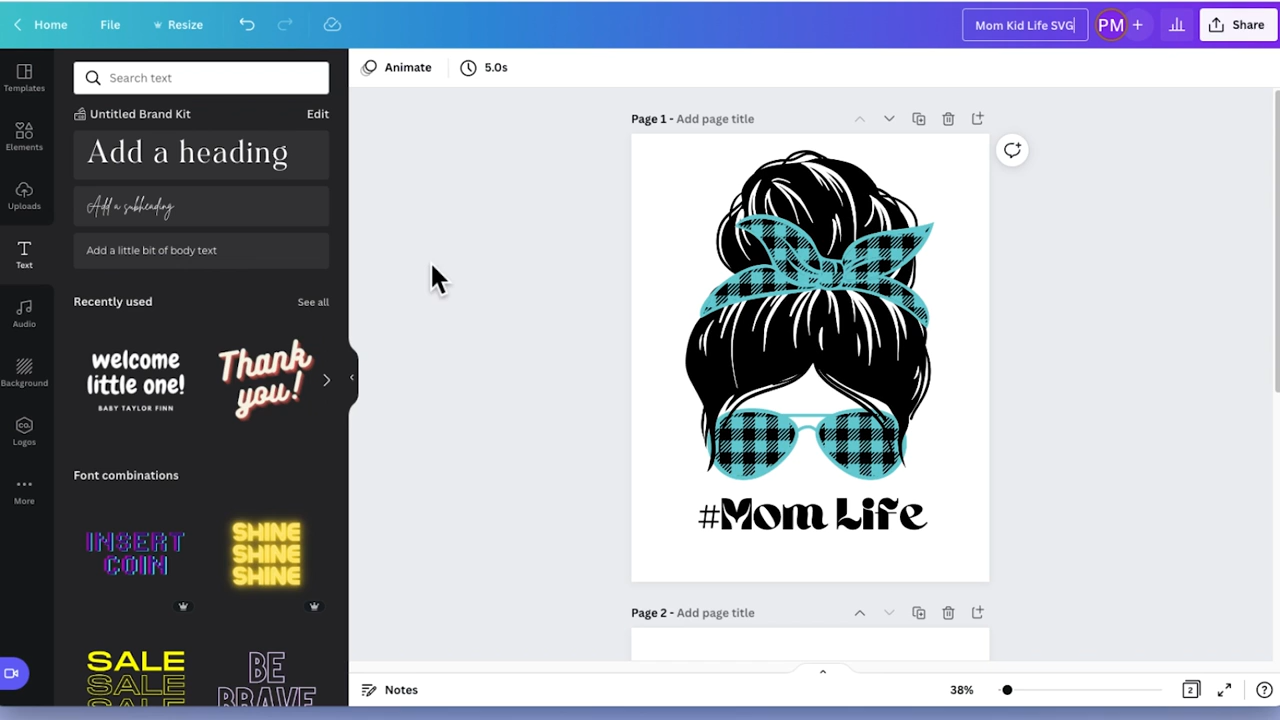 Home
File
Resize
Mom Kid Life SVG
PM
+
Share
Templates
Elements
Uploads
Text
Audio
Background
Logos
CO.
More
Search text
Untitled Brand Kit
Edit
Add a heading
Add a subheading
Add a little bit of body text
Recently used
See all
welcome
little one!
BABY TAYLOR FINN
Thank
you!
Font combinations
INSERT
COIN
SHINE
SHINE
SHINE
SALE
SALE
SALE
BE
BRAVE
Animate
5.0s
Page 1 - Add page title
#Mom Life
Page 2 - Add page title
Notes
38%
2
?